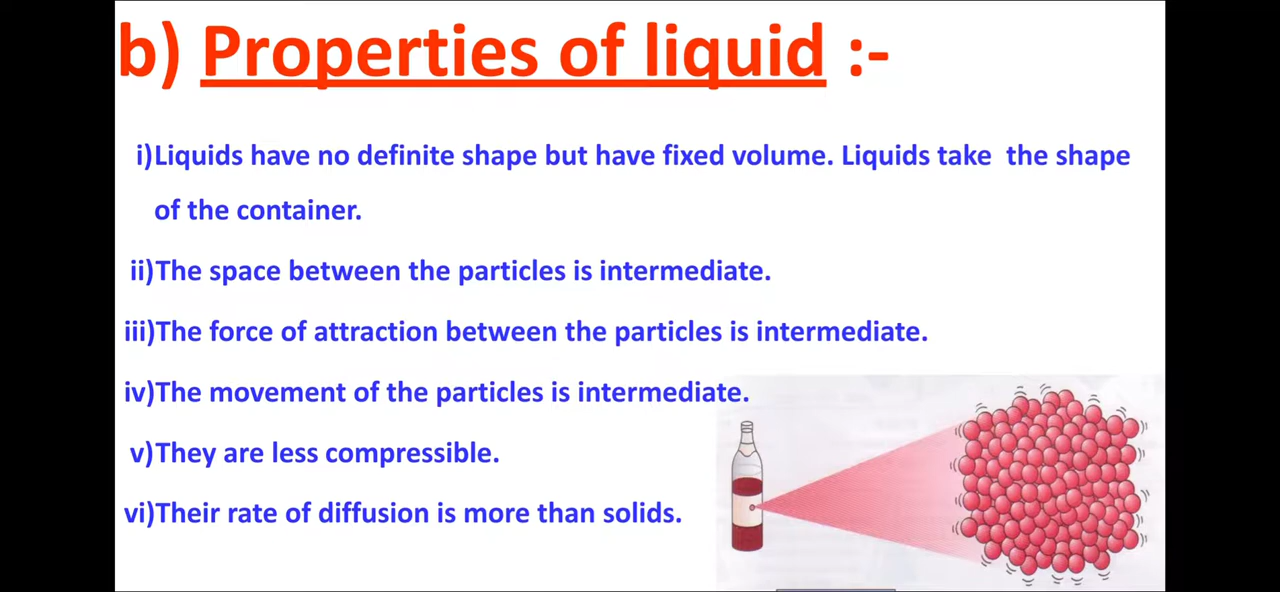 b) Properties of liquid :-
i)Liquids have no definite shape but have fixed volume. Liquids take the shape
of the container.
ii)The space between the particles is intermediate.
iii)The force of attraction between the particles is intermediate.
iv)The movement of the particles is intermediate.
v)They are less compressible.
vi)Their rate of diffusion is more than solids.